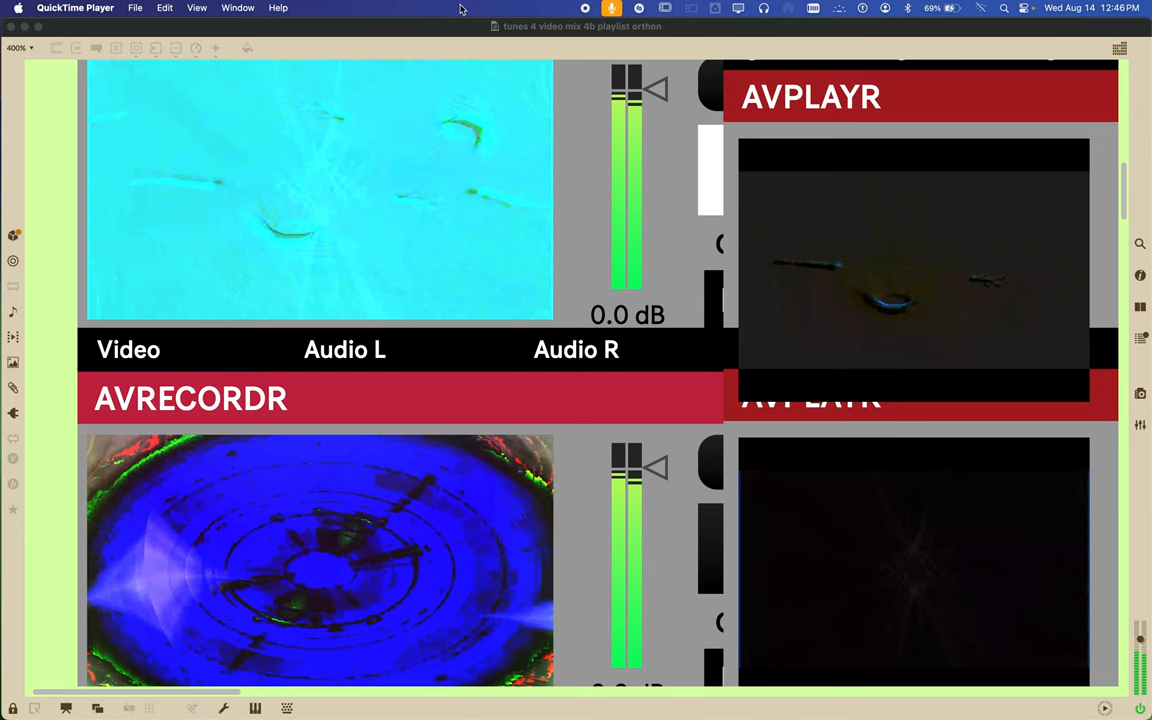 QuickTime Player File Edit View Window Help 69% Wed Aug 14 12:46 PM
tunes 4 video mix 4b playlist orthon
400%
AVPLAYR
0.0 dB
Video Audio L Audio R
AVRECORDR
AVPLAYR